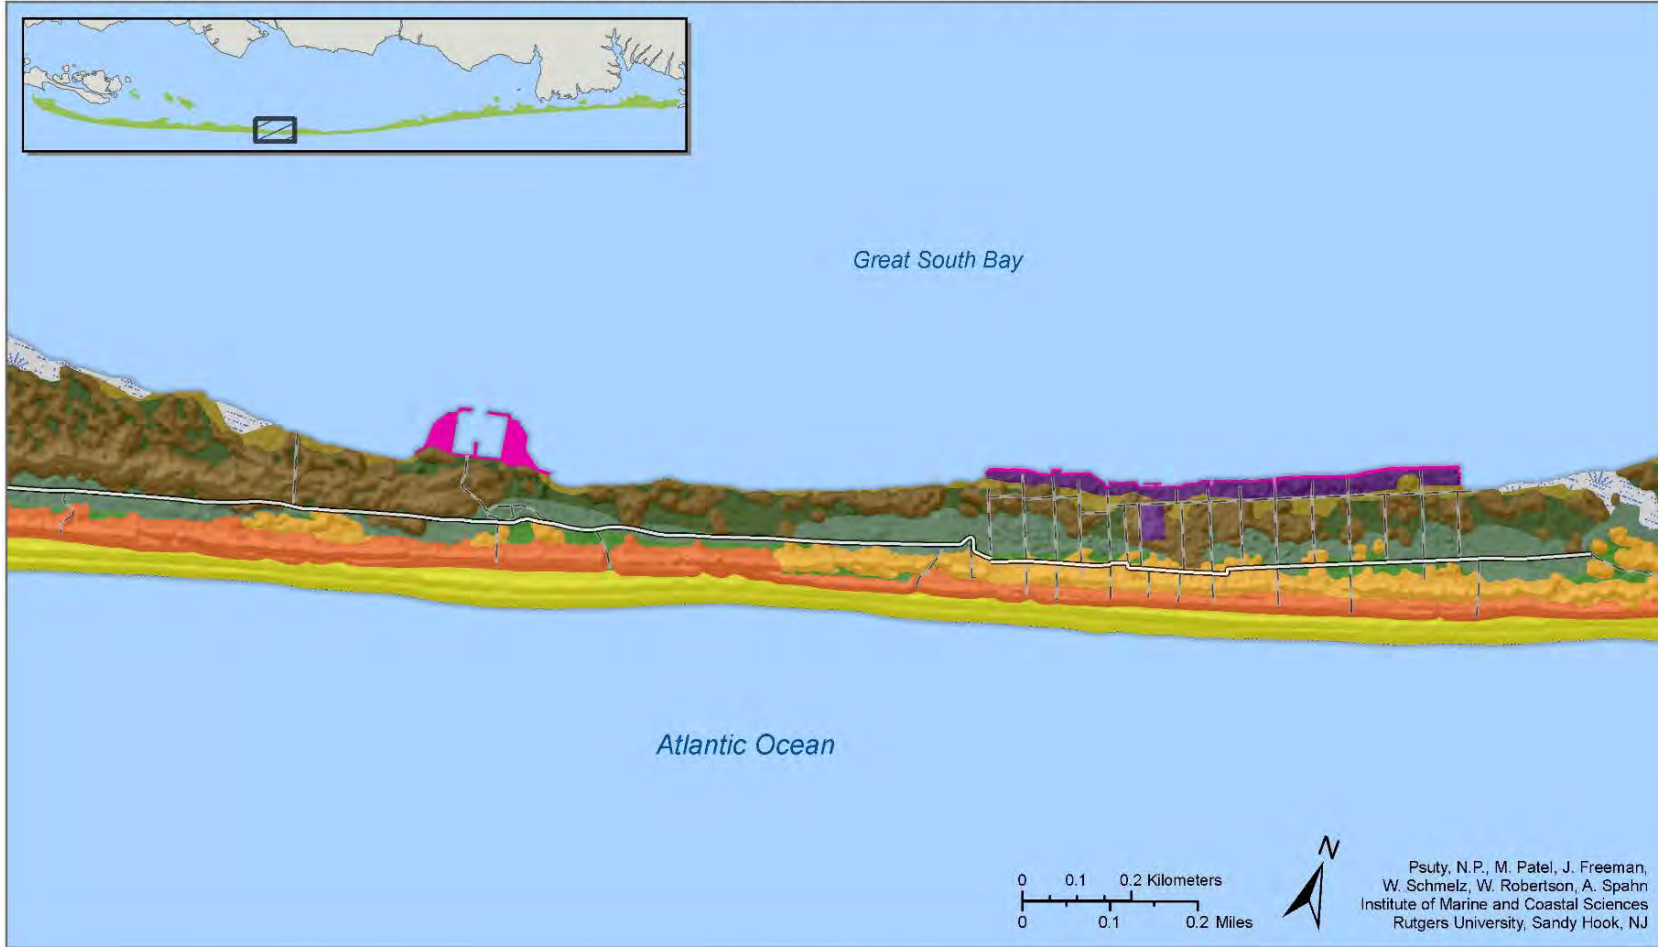 Great South Bay
Atlantic Ocean
N
0 0.1 0.2 Kilometers
0 0.1 0.2 Miles
Psuty, N.P., M. Patel, J. Freeman,
W. Schmelz, W. Robertson, A. Spahn
Institute of Marine and Coastal Sciences
Rutgers University, Sandy Hook, NJ